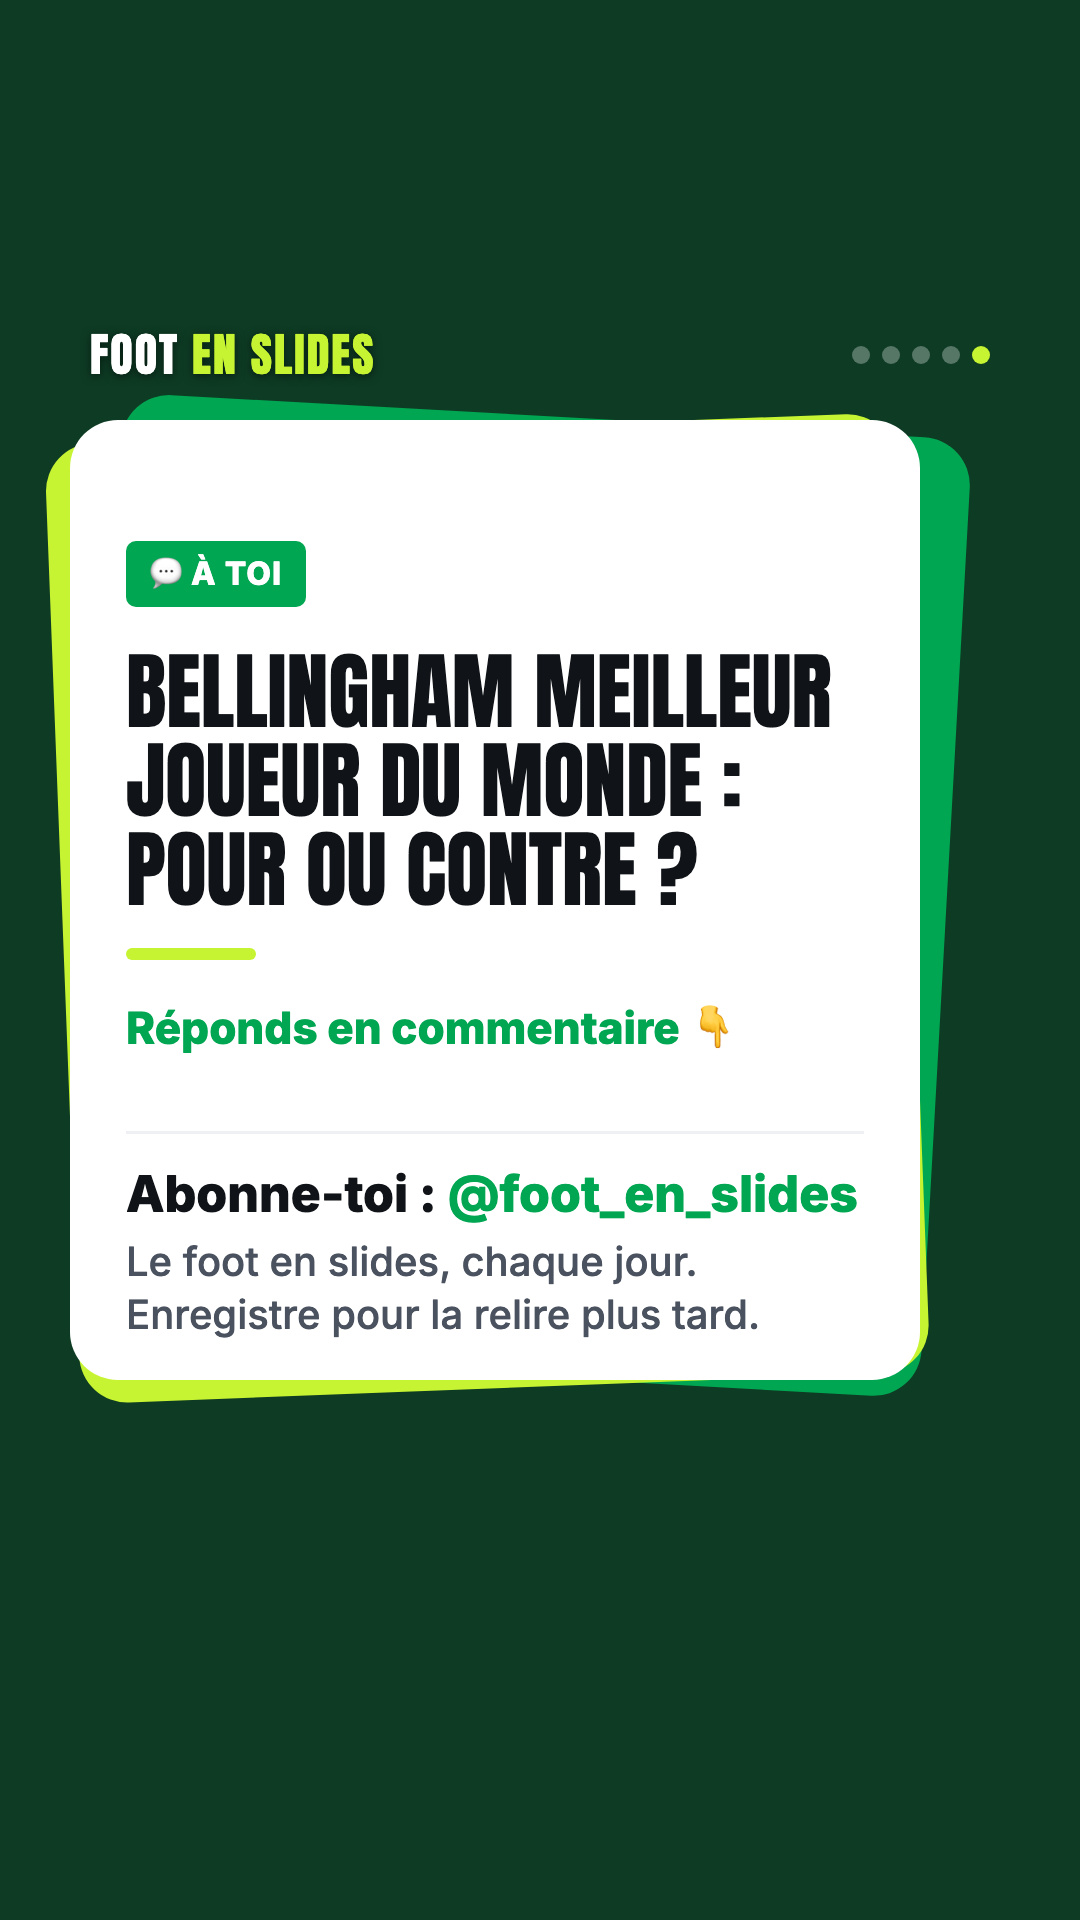 FOOT EN SLIDES
💬 À TOI
BELLINGHAM MEILLEUR
JOUEUR DU MONDE :
POUR OU CONTRE ?
Réponds en commentaire 👇
Abonne-toi : @foot_en_slides
Le foot en slides, chaque jour.
Enregistre pour la relire plus tard.